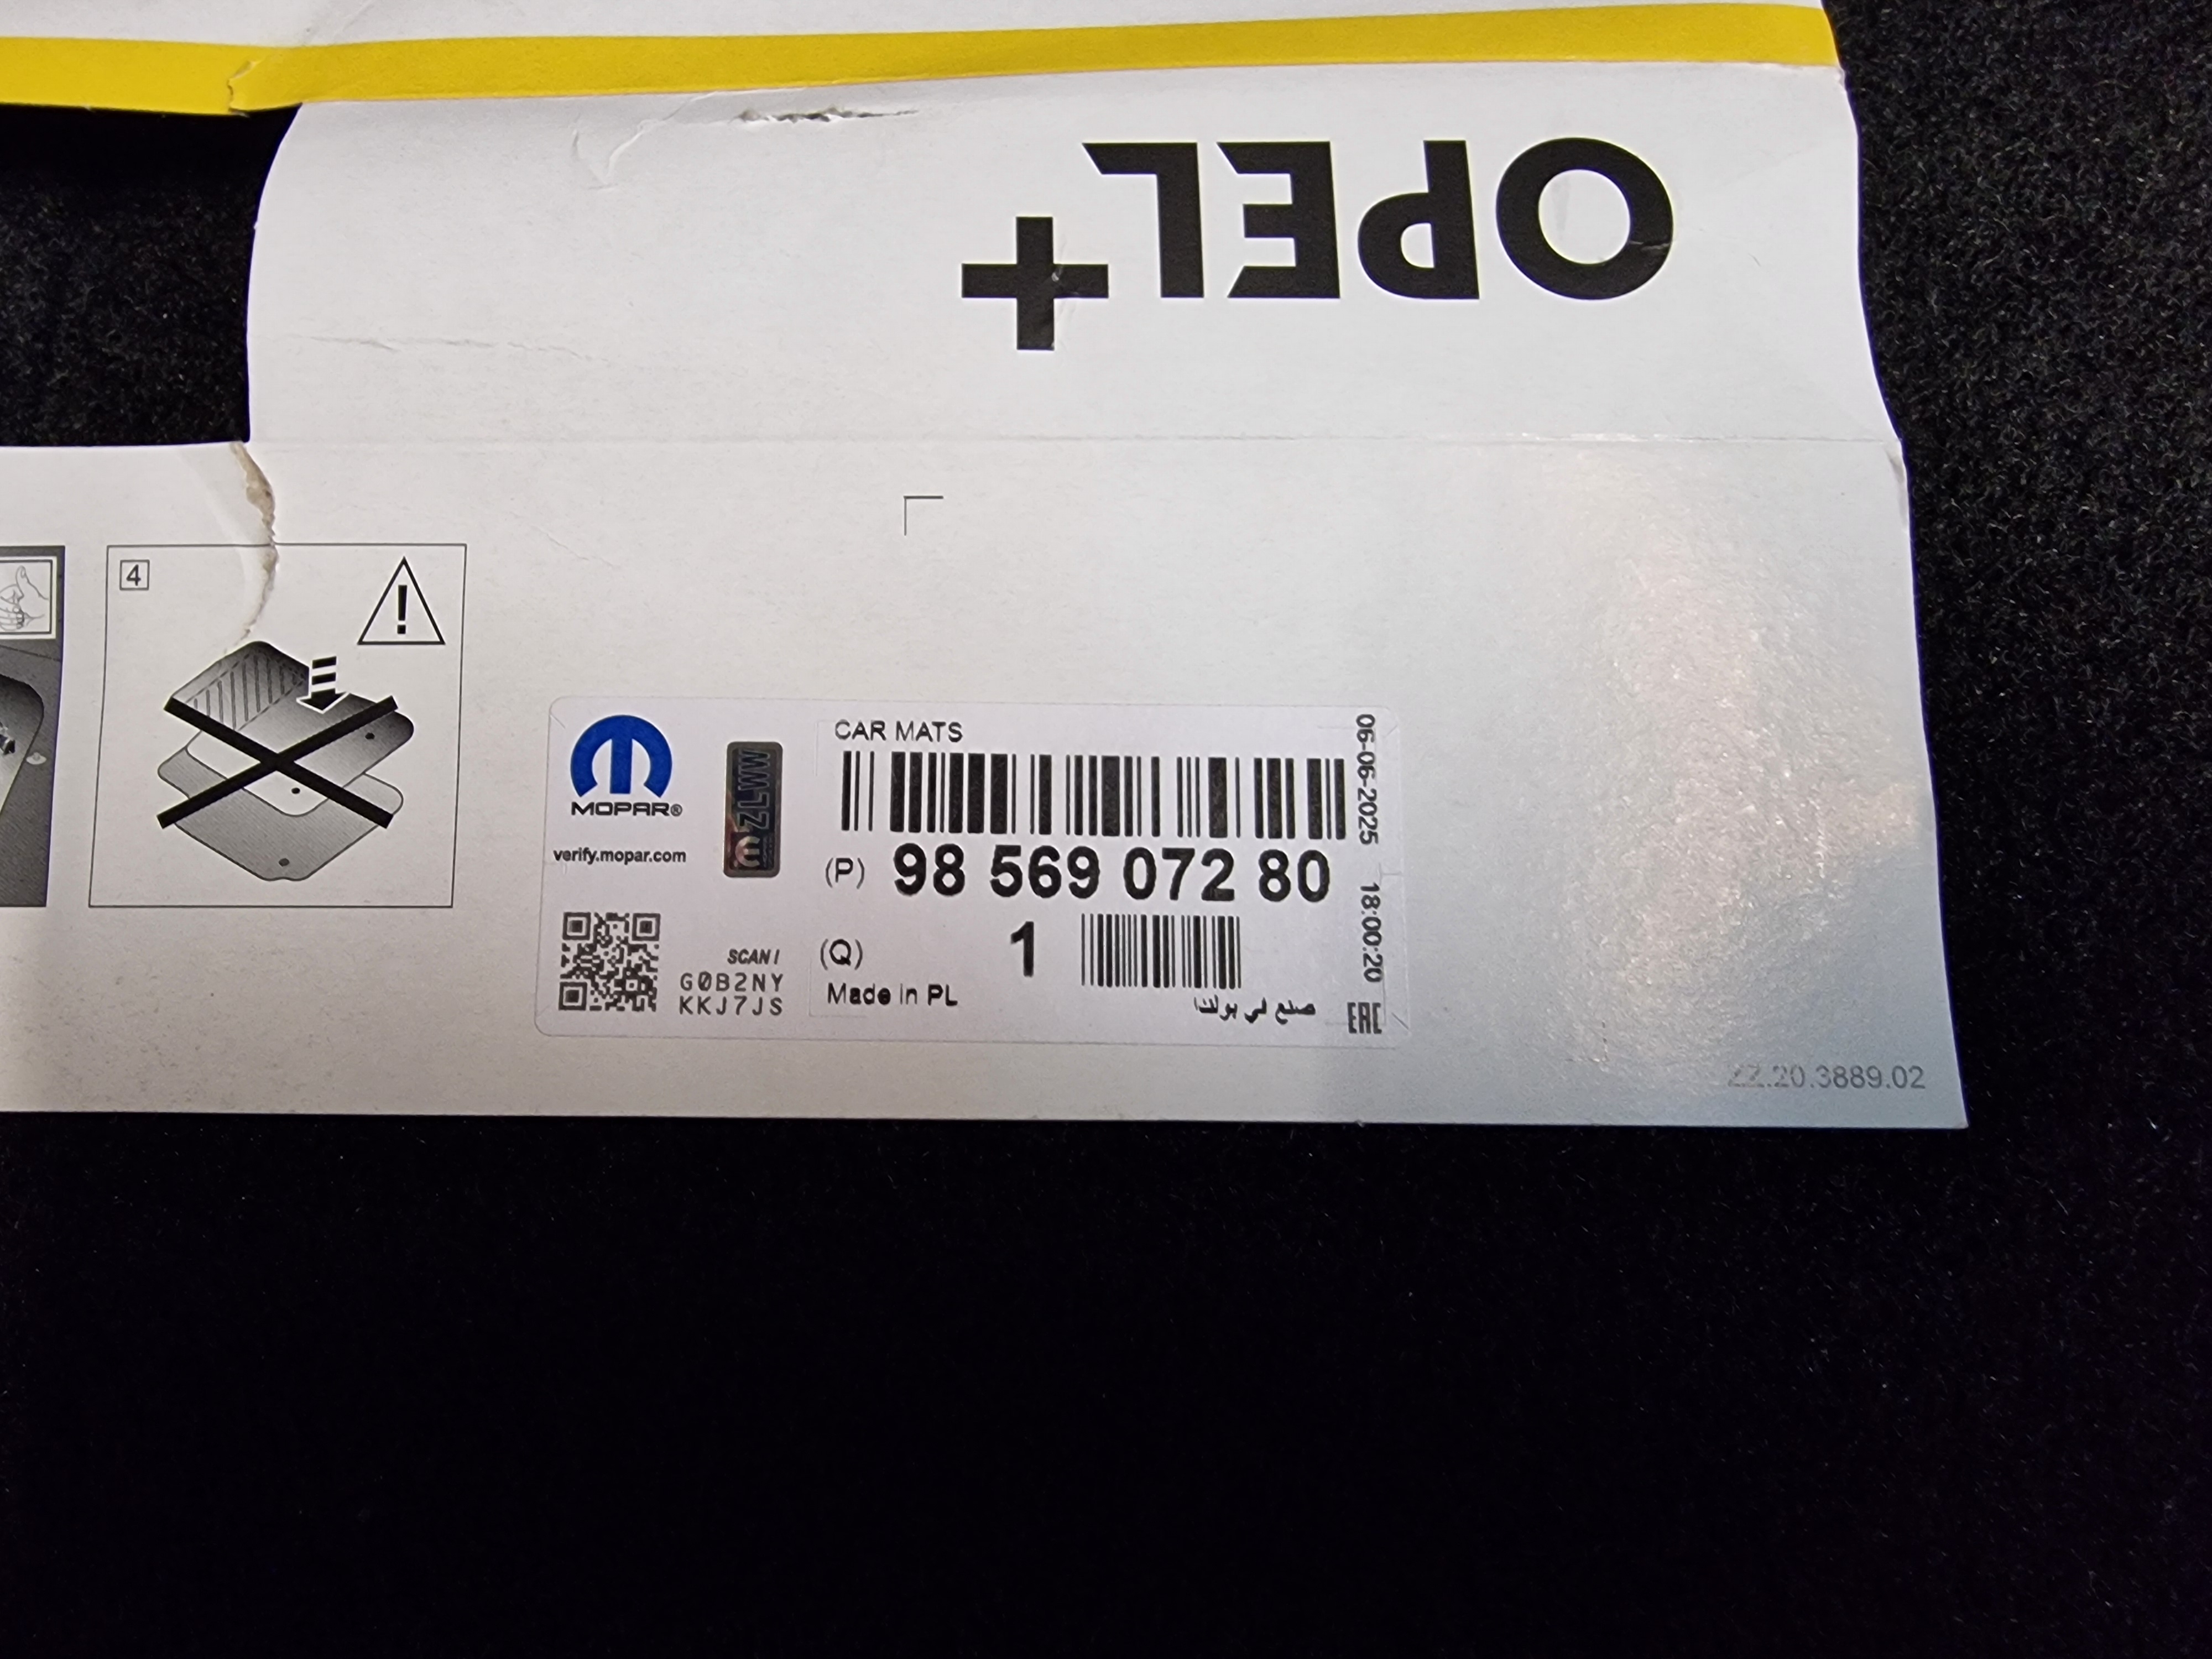 OPEL+
4
MOPAR®
verify.mopar.com
MMTZ
SCAN!
G0B2NY
KKJ7JS
CAR MATS
(P) 98 569 072 80
(Q) 1
Made in PL
صنع في بولندا
06-06-2025 18:00:20
EAC
ZZ.20.3889.02